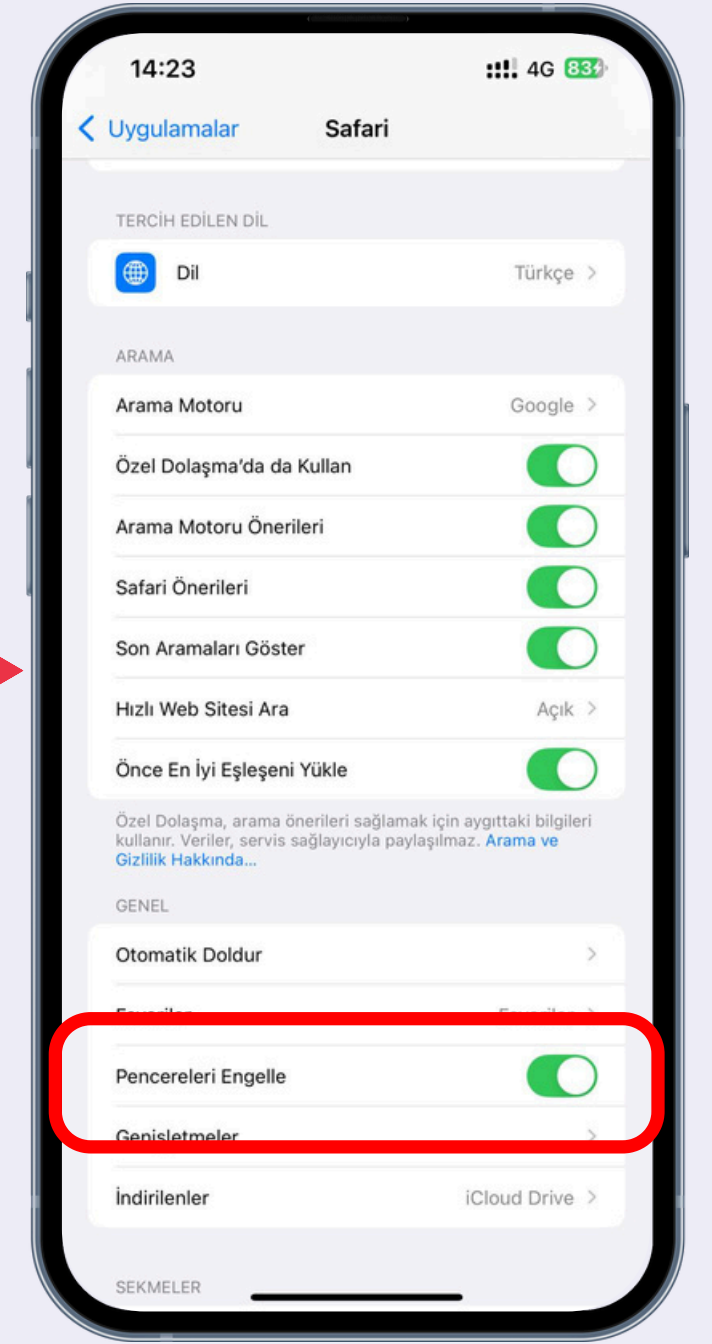 14:23 4G 83
Uygulamalar Safari
TERCİH EDİLEN DİL
Dil Türkçe
ARAMA
Arama Motoru Google
Özel Dolaşma'da da Kullan
Arama Motoru Önerileri
Safari Önerileri
Son Aramaları Göster
Hızlı Web Sitesi Ara Açık
Önce En İyi Eşleşeni Yükle
Özel Dolaşma, arama önerileri sağlamak için aygıttaki bilgileri
kullanır. Veriler, servis sağlayıcıyla paylaşılmaz. Arama ve
Gizlilik Hakkında...
GENEL
Otomatik Doldur
Favoriler Favoriler
Pencereleri Engelle
Genişletmeler
İndirilenler iCloud Drive
SEKMELER